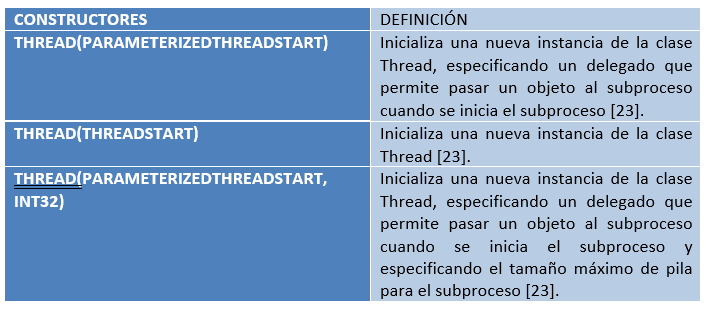 CONSTRUCTORES
DEFINICIÓN
THREAD(PARAMETERIZEDTHREADSTART)
Inicializa una nueva instancia de la clase
Thread, especificando un delegado que
permite pasar un objeto al subproceso
cuando se inicia el subproceso [23].
THREAD(THREADSTART)
Inicializa una nueva instancia de la clase
Thread [23].
THREAD(PARAMETERIZEDTHREADSTART,
INT32)
Inicializa una nueva instancia de la clase
Thread, especificando un delegado que
permite pasar un objeto al subproceso
cuando se inicia el subproceso y
especificando el tamaño máximo de pila
para el subproceso [23].